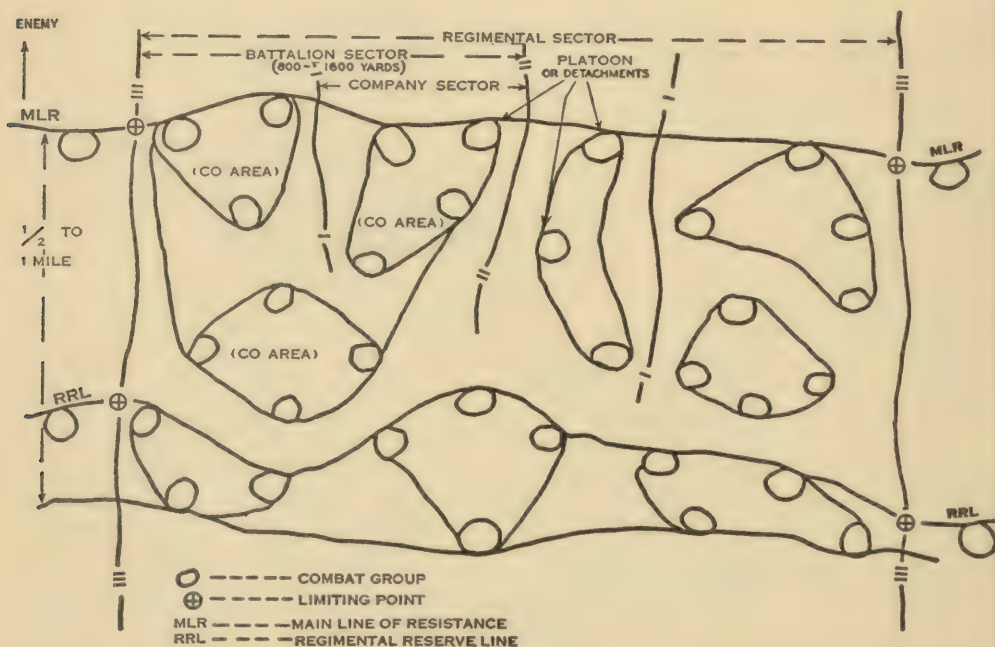 ENEMY
REGIMENTAL SECTOR
BATTALION SECTOR
(800-1600 YARDS)
PLATOON
OR DETACHMENTS
COMPANY SECTOR
MLR
MLR
(CO AREA)
(CO AREA)
1/2 TO
1 MILE
(CO AREA)
RRL
RRL
COMBAT GROUP
LIMITING POINT
MLR MAIN LINE OF RESISTANCE
RRL REGIMENTAL RESERVE LINE